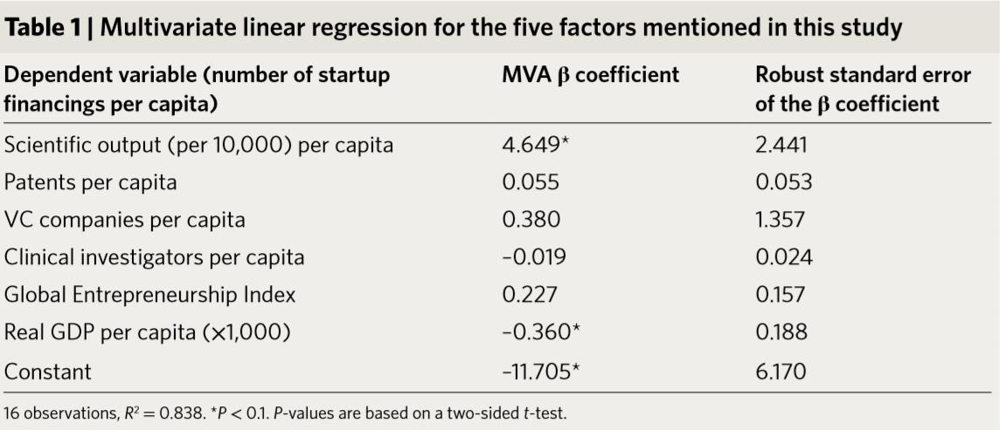 Table 1 | Multivariate linear regression for the five factors mentioned in this study
Dependent variable (number of startup financings per capita) MVA β coefficient Robust standard error of the β coefficient
Scientific output (per 10,000) per capita 4.649* 2.441
Patents per capita 0.055 0.053
VC companies per capita 0.380 1.357
Clinical investigators per capita –0.019 0.024
Global Entrepreneurship Index 0.227 0.157
Real GDP per capita (×1,000) –0.360* 0.188
Constant –11.705* 6.170
16 observations, R² = 0.838. *P < 0.1. P-values are based on a two-sided t-test.